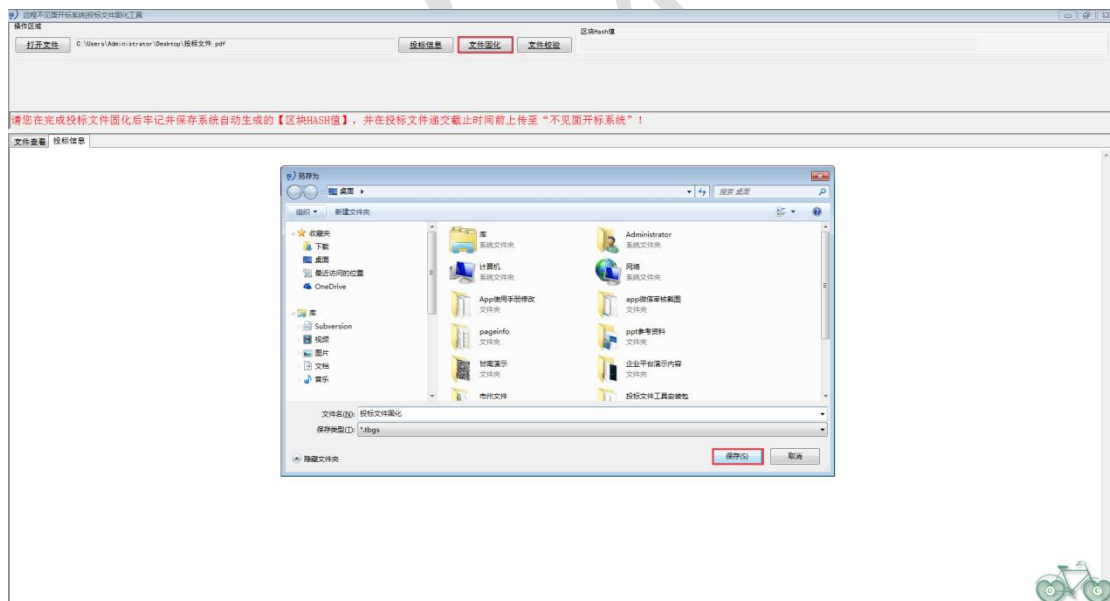 远程不见面开标系统|投标文件固化工具
操作区域
打开文件 C:\Users\Administrator\Desktop\投标文件.pdf 投标信息 文件固化 文件校验
区块Hash值
请您在完成投标文件固化后牢记并保存系统自动生成的【区块HASH值】，并在投标文件递交截止时间前上传至“不见面开标系统”！
文件查看 投标信息
另存为
桌面
搜索 桌面
组织 新建文件夹
收藏夹
下载
桌面
最近访问的位置
OneDrive
库
Subversion
视频
图片
文档
音乐
库
系统文件夹
Administrator
系统文件夹
计算机
系统文件夹
网络
系统文件夹
App使用手册修改
文件夹
app微信审核截图
文件夹
pageinfo
文件夹
ppt参考资料
文件夹
甘南演示
文件夹
企业平台演示内容
文件夹
市州文件
投标文件工具安装包
文件名(N): 投标文件固化
保存类型(T): *.tbgs
隐藏文件夹
保存(S) 取消